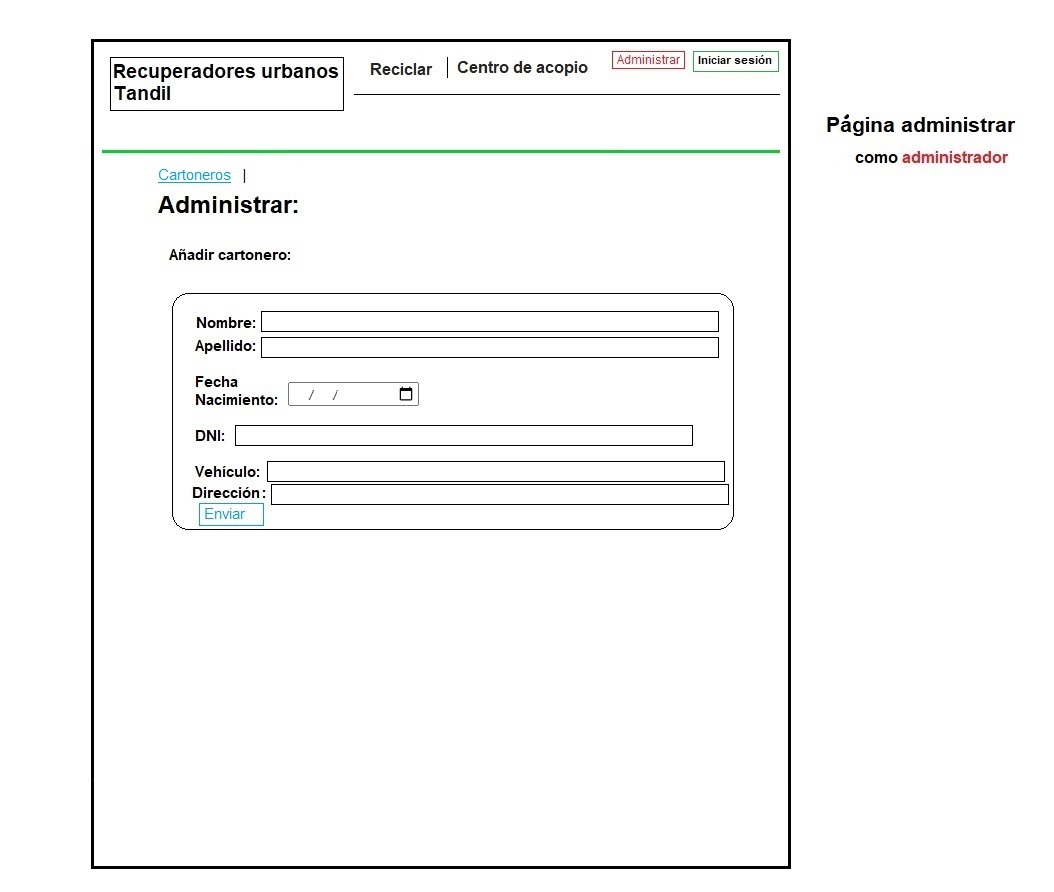 Recuperadores urbanos
Tandil
Reciclar | Centro de acopio
Administrar
Iniciar sesión
Página administrar
como administrador
Cartoneros |
Administrar:
Añadir cartonero:
Nombre:
Apellido:
Fecha
Nacimiento: / /
DNI:
Vehículo:
Dirección:
Enviar